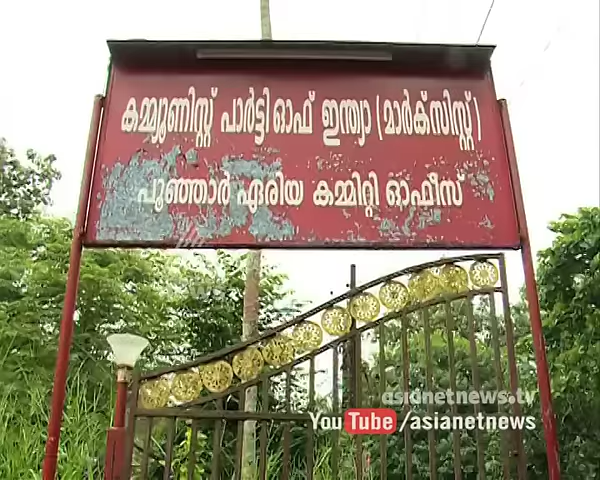 കമ്മ്യൂണിസ്റ്റ് പാർട്ടി ഓഫ് ഇന്ത്യാ (മാർക്സിസ്റ്റ്)
പൂഞ്ഞാർ ഏരിയ കമ്മിറ്റി ഓഫീസ്
asianetnews.tv
YouTube /asianetnews